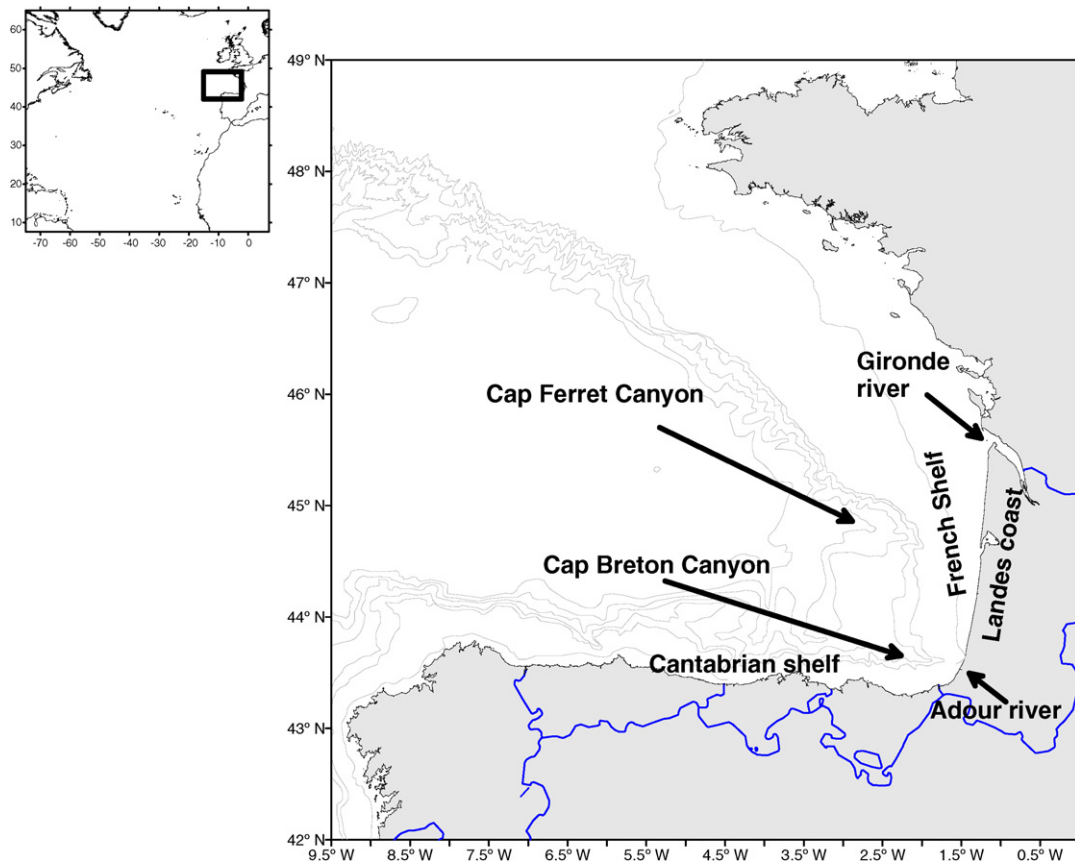 60
50
40
30
20
10
-70 -60 -50 -40 -30 -20 -10 0
49° N
48° N
47° N
46° N
45° N
44° N
43° N
42° N
Gironde
river
Cap Ferret Canyon
French Shelf
Landes coast
Cap Breton Canyon
Cantabrian shelf
Adour river
9.5° W 8.5° W 7.5° W 6.5° W 5.5° W 4.5° W 3.5° W 2.5° W 1.5° W 0.5° W